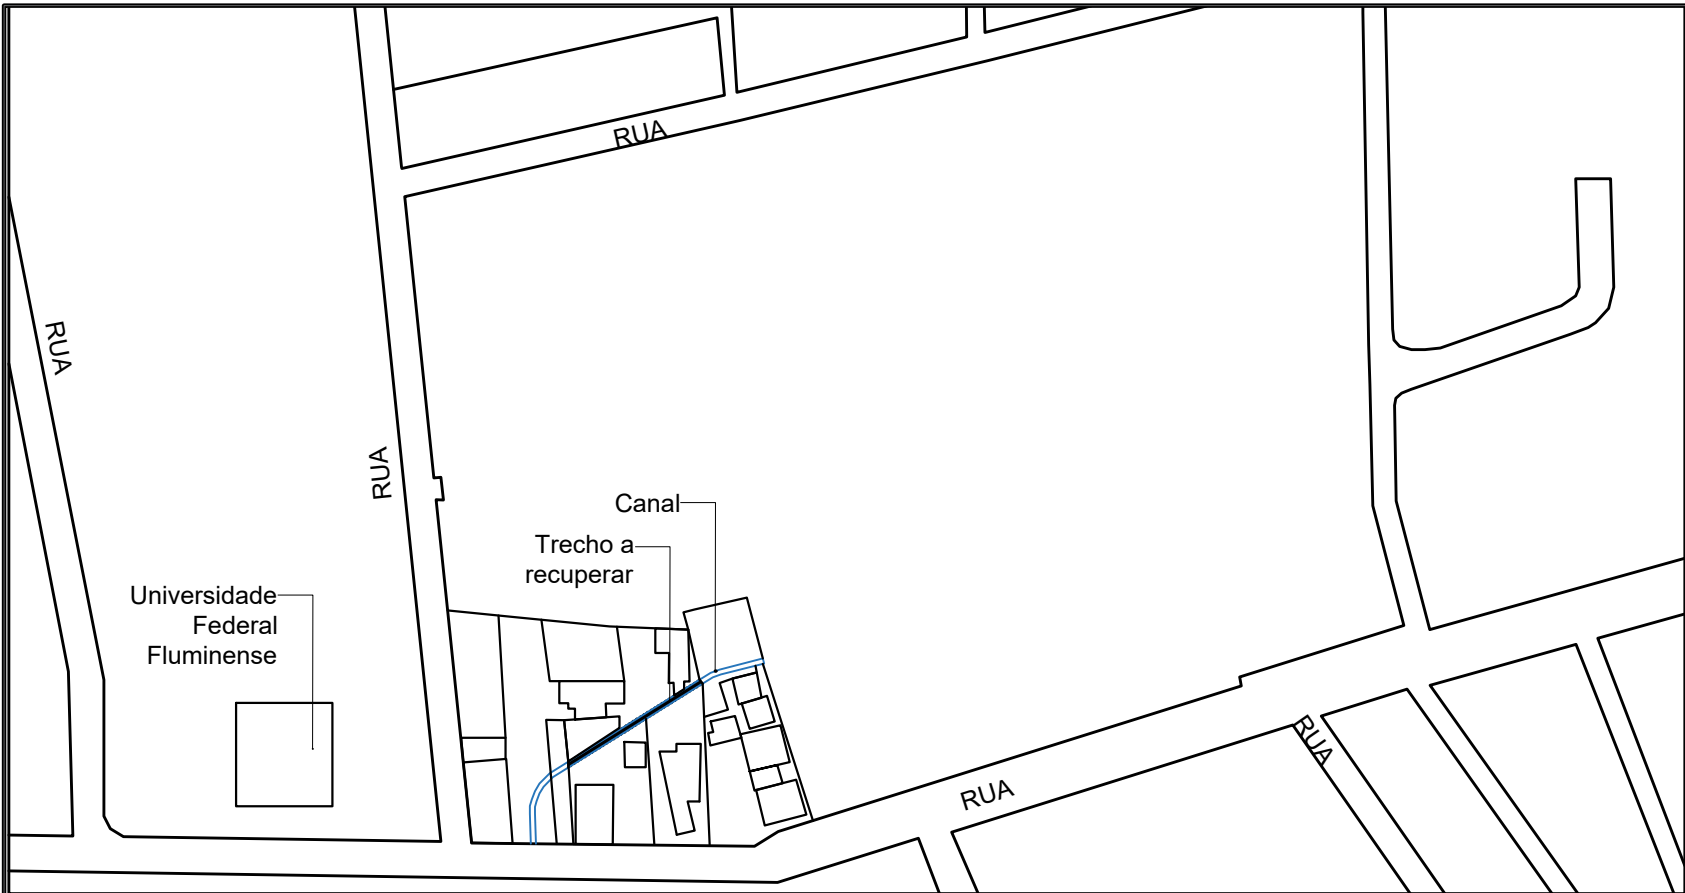 RUA
RUA
RUA
Canal
Trecho a
recuperar
Universidade
Federal
Fluminense
RUA
RUA